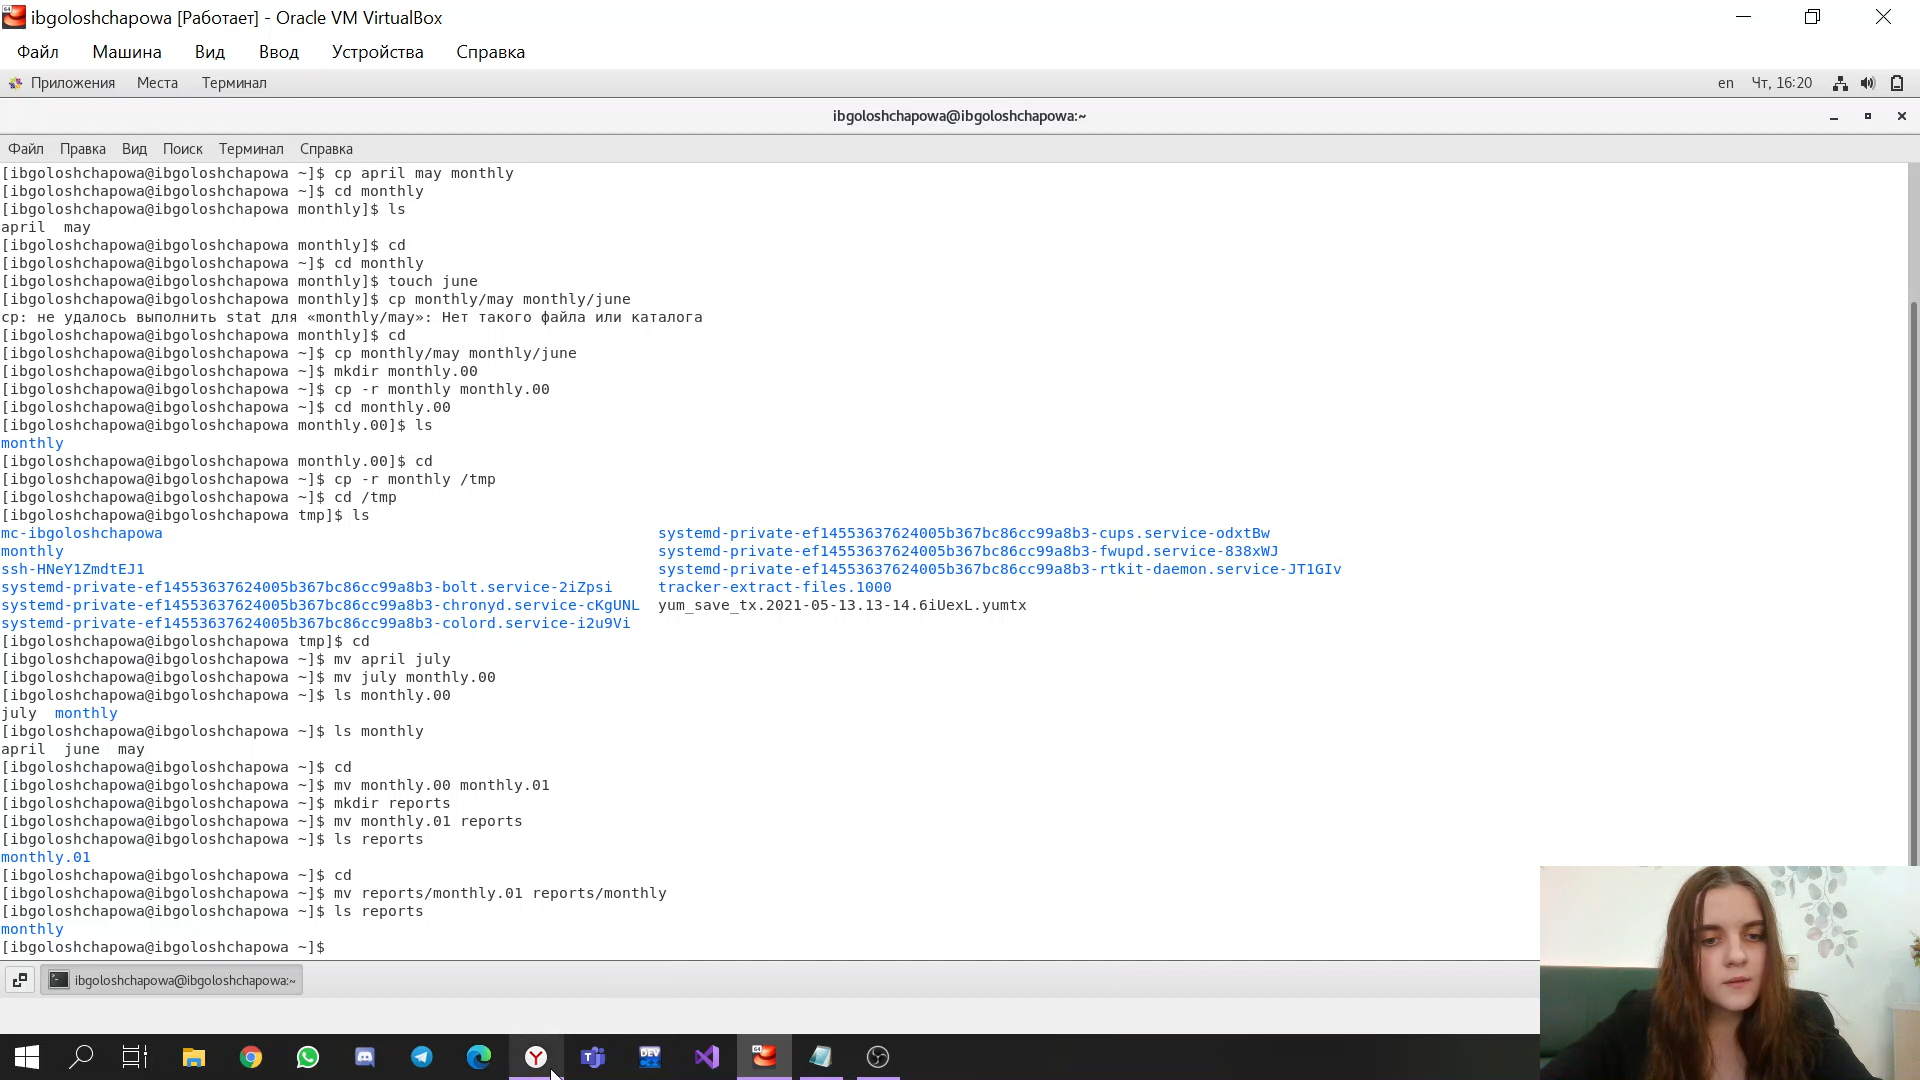 ibgoloshchapowa [Работает] - Oracle VM VirtualBox
Файл Машина Вид Ввод Устройства Справка
Приложения Места Терминал en Чт, 16:20
ibgoloshchapowa@ibgoloshchapowa:~
Файл Правка Вид Поиск Терминал Справка
[ibgoloshchapowa@ibgoloshchapowa ~]$ cp april may monthly
[ibgoloshchapowa@ibgoloshchapowa ~]$ cd monthly
[ibgoloshchapowa@ibgoloshchapowa monthly]$ ls
april  may
[ibgoloshchapowa@ibgoloshchapowa monthly]$ cd
[ibgoloshchapowa@ibgoloshchapowa ~]$ cd monthly
[ibgoloshchapowa@ibgoloshchapowa monthly]$ touch june
[ibgoloshchapowa@ibgoloshchapowa monthly]$ cp monthly/may monthly/june
cp: не удалось выполнить stat для «monthly/may»: Нет такого файла или каталога
[ibgoloshchapowa@ibgoloshchapowa monthly]$ cd
[ibgoloshchapowa@ibgoloshchapowa ~]$ cp monthly/may monthly/june
[ibgoloshchapowa@ibgoloshchapowa ~]$ mkdir monthly.00
[ibgoloshchapowa@ibgoloshchapowa ~]$ cp -r monthly monthly.00
[ibgoloshchapowa@ibgoloshchapowa ~]$ cd monthly.00
[ibgoloshchapowa@ibgoloshchapowa monthly.00]$ ls
monthly
[ibgoloshchapowa@ibgoloshchapowa monthly.00]$ cd
[ibgoloshchapowa@ibgoloshchapowa ~]$ cp -r monthly /tmp
[ibgoloshchapowa@ibgoloshchapowa ~]$ cd /tmp
[ibgoloshchapowa@ibgoloshchapowa tmp]$ ls
mc-ibgoloshchapowa systemd-private-ef14553637624005b367bc86cc99a8b3-cups.service-odxtBw
monthly systemd-private-ef14553637624005b367bc86cc99a8b3-fwupd.service-838xWJ
ssh-HNeY1ZmdtEJ1 systemd-private-ef14553637624005b367bc86cc99a8b3-rtkit-daemon.service-JT1GIv
systemd-private-ef14553637624005b367bc86cc99a8b3-bolt.service-2iZpsi tracker-extract-files.1000
systemd-private-ef14553637624005b367bc86cc99a8b3-chronyd.service-cKgUNL yum_save_tx.2021-05-13.13-14.6iUexL.yumtx
systemd-private-ef14553637624005b367bc86cc99a8b3-colord.service-i2u9Vi
[ibgoloshchapowa@ibgoloshchapowa tmp]$ cd
[ibgoloshchapowa@ibgoloshchapowa ~]$ mv april july
[ibgoloshchapowa@ibgoloshchapowa ~]$ mv july monthly.00
[ibgoloshchapowa@ibgoloshchapowa ~]$ ls monthly.00
july  monthly
[ibgoloshchapowa@ibgoloshchapowa ~]$ ls monthly
april  june  may
[ibgoloshchapowa@ibgoloshchapowa ~]$ cd
[ibgoloshchapowa@ibgoloshchapowa ~]$ mv monthly.00 monthly.01
[ibgoloshchapowa@ibgoloshchapowa ~]$ mkdir reports
[ibgoloshchapowa@ibgoloshchapowa ~]$ mv monthly.01 reports
[ibgoloshchapowa@ibgoloshchapowa ~]$ ls reports
monthly.01
[ibgoloshchapowa@ibgoloshchapowa ~]$ cd
[ibgoloshchapowa@ibgoloshchapowa ~]$ mv reports/monthly.01 reports/monthly
[ibgoloshchapowa@ibgoloshchapowa ~]$ ls reports
monthly
[ibgoloshchapowa@ibgoloshchapowa ~]$
ibgoloshchapowa@ibgoloshchapowa:~